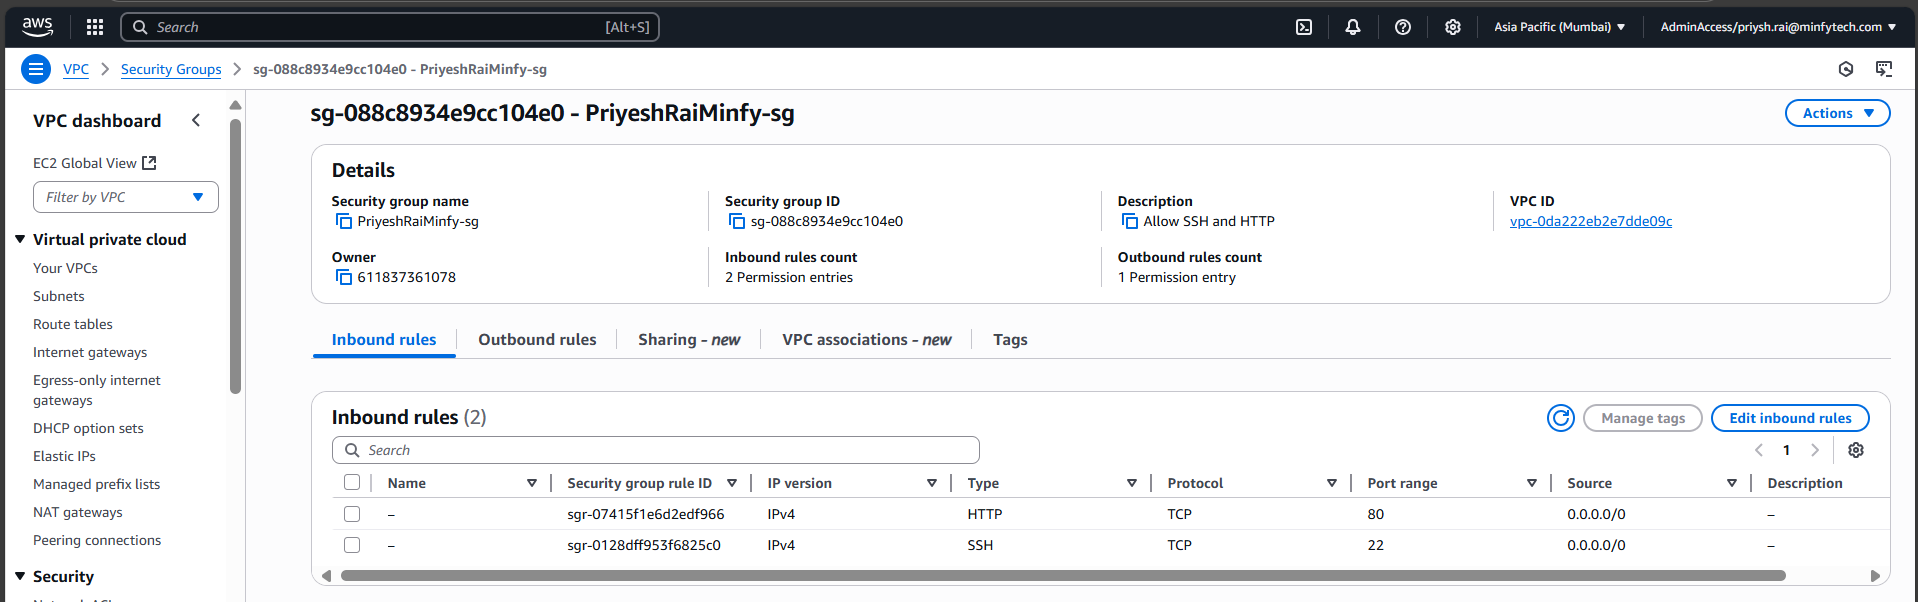 aws
Search [Alt+S]
Asia Pacific (Mumbai)
AdminAccess/priysh.rai@minfytech.com
VPC
Security Groups
sg-088c8934e9cc104e0 - PriyeshRaiMinfy-sg
VPC dashboard
EC2 Global View
Filter by VPC
Virtual private cloud
Your VPCs
Subnets
Route tables
Internet gateways
Egress-only internet
gateways
DHCP option sets
Elastic IPs
Managed prefix lists
NAT gateways
Peering connections
Security
sg-088c8934e9cc104e0 - PriyeshRaiMinfy-sg
Actions
Details
Security group name
PriyeshRaiMinfy-sg
Security group ID
sg-088c8934e9cc104e0
Description
Allow SSH and HTTP
VPC ID
vpc-0da222eb2e7dde09c
Owner
611837361078
Inbound rules count
2 Permission entries
Outbound rules count
1 Permission entry
Inbound rules
Outbound rules
Sharing - new
VPC associations - new
Tags
Inbound rules (2)
Manage tags
Edit inbound rules
Search
1
Name Security group rule ID IP version Type Protocol Port range Source Description
– sgr-07415f1e6d2edf966 IPv4 HTTP TCP 80 0.0.0.0/0 –
– sgr-0128dff953f6825c0 IPv4 SSH TCP 22 0.0.0.0/0 –